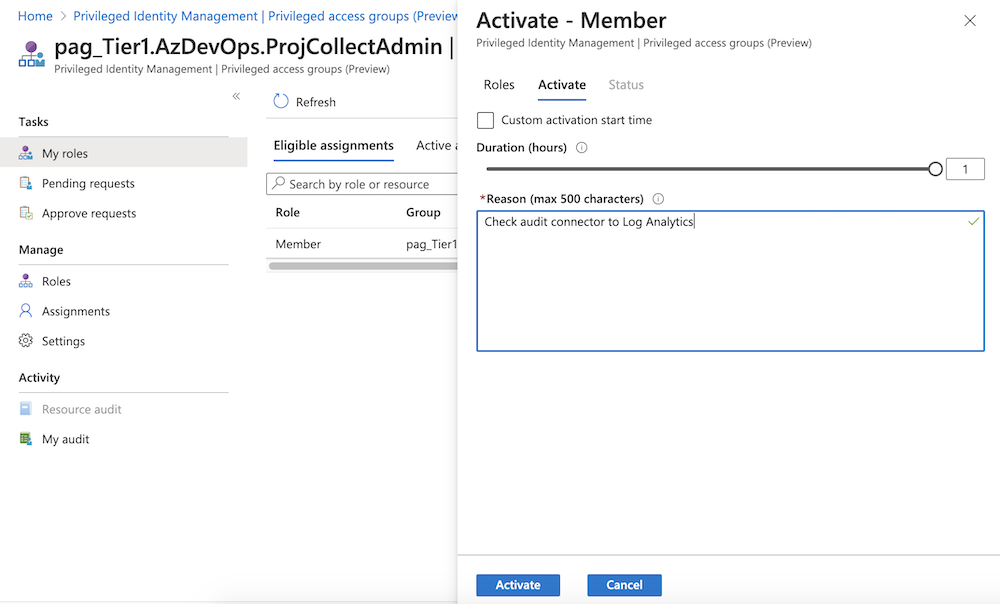 Home > Privileged Identity Management | Privileged access groups (Preview
pag_Tier1.AzDevOps.ProjCollectAdmin |
Privileged Identity Management | Privileged access groups (Preview)
«
Tasks
My roles
Pending requests
Approve requests
Manage
Roles
Assignments
Settings
Activity
Resource audit
My audit
Refresh
Eligible assignments Active
Search by role or resource
Role Group
Member pag_Tier1
Activate - Member
Privileged Identity Management | Privileged access groups (Preview)
Roles Activate Status
Custom activation start time
Duration (hours)
1
*Reason (max 500 characters)
Check audit connector to Log Analytics
Activate Cancel